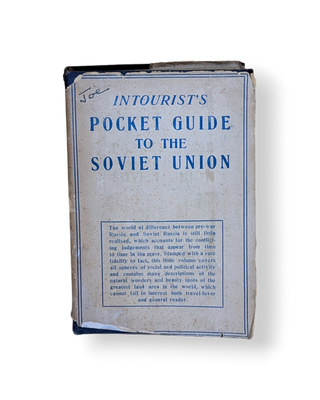 Joe
INTOURIST'S
POCKET GUIDE
TO THE
SOVIET UNION
The world of difference between pre-war
Russia and Soviet Russia is still little
realised, which accounts for the conflict-
ing judgements that appear from time
to time in the press. Stamped with a rare
fidelity to fact, this little volume covers
all spheres of social and political activity
and contains many descriptions of the
natural wonders and beauty spots of the
greatest land area in the world, which
cannot fail to interest both travel-lover
and general reader